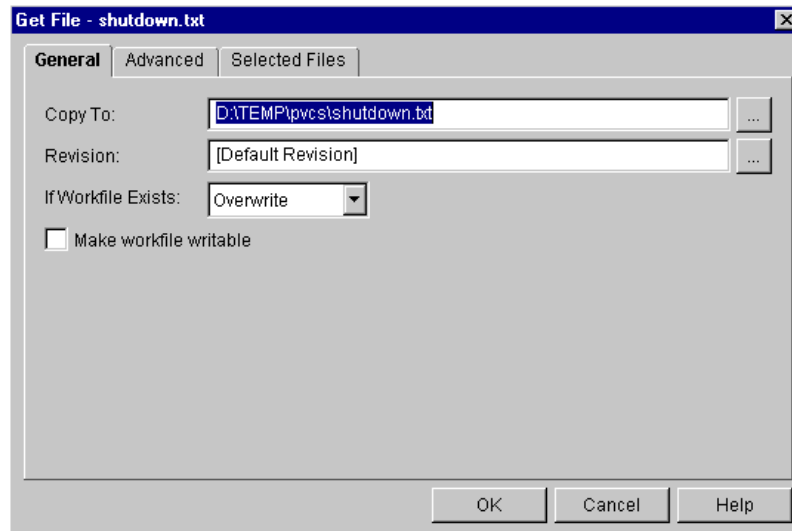 Get File - shutdown.txt
General Advanced Selected Files
Copy To: D:\TEMP\pvcs\shutdown.txt ...
Revision: [Default Revision] ...
If Workfile Exists: Overwrite
Make workfile writable
OK Cancel Help